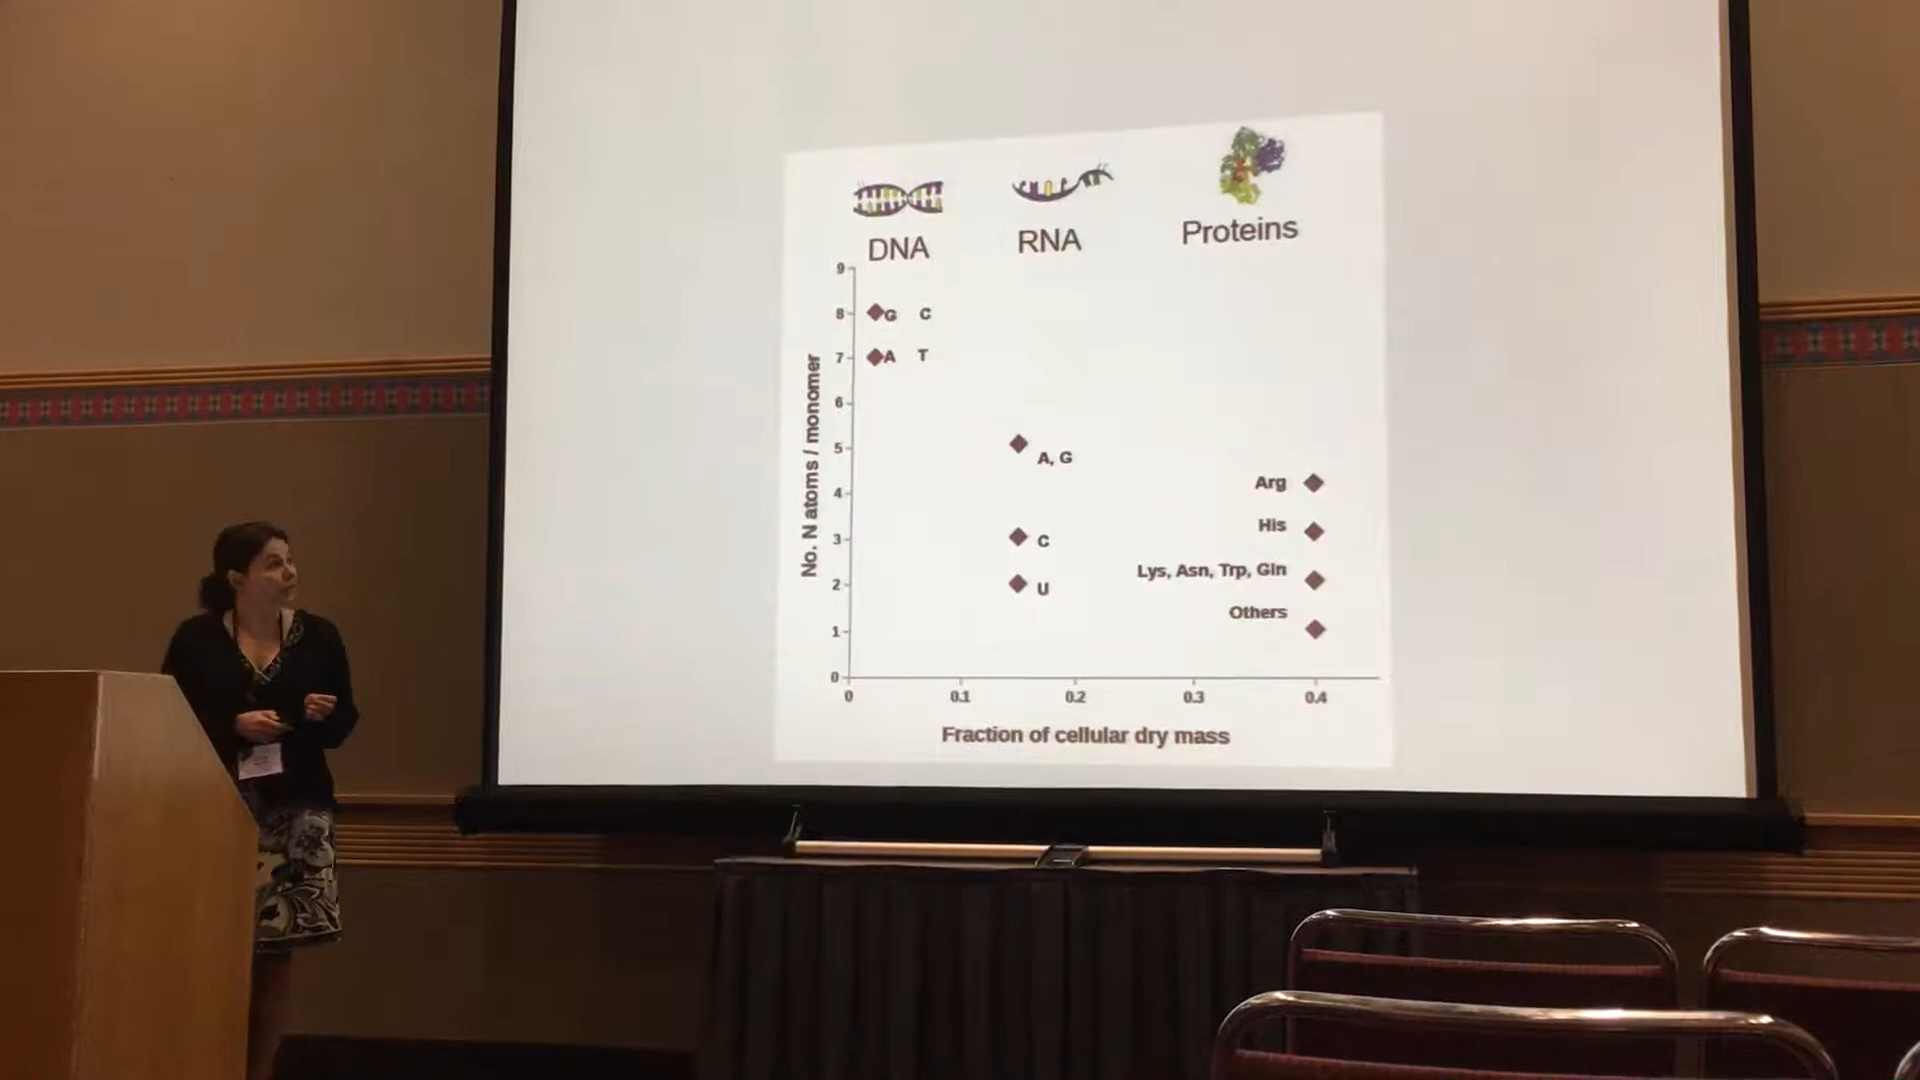 DNA RNA Proteins
9
8 G C
7 A T
6
5 A, G
4 Arg
3 C His
2 U Lys, Asn, Trp, Gln
1 Others
0
0 0.1 0.2 0.3 0.4
No. N atoms / monomer
Fraction of cellular dry mass